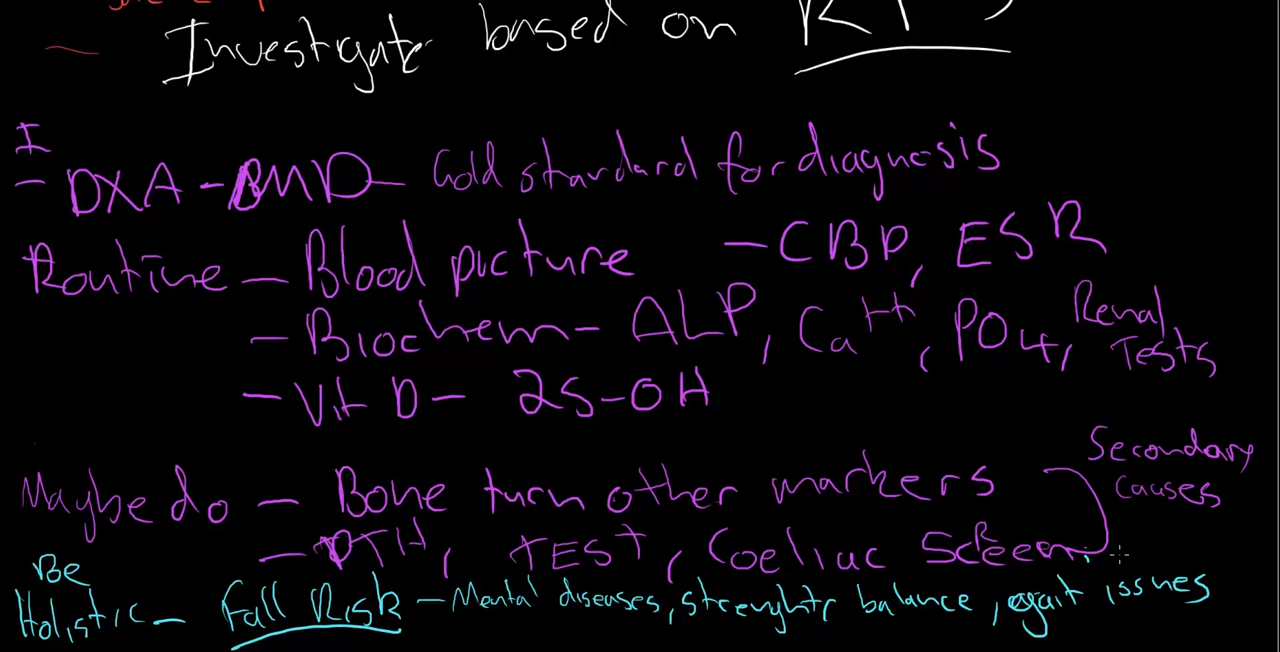 Investigate based on RF
I
- DXA - BMD - Gold standard for diagnosis
Routine - Blood picture - CBP, ESR
- Biochem - ALP, Ca++, PO4, Renal Tests
- Vit D - 25-OH
Maybe do - Bone turn other markers
- PTH, TEST, Coeliac Screen
Secondary causes
Be
Holistic - Fall Risk - Mental diseases, strenght, balance, gait issues